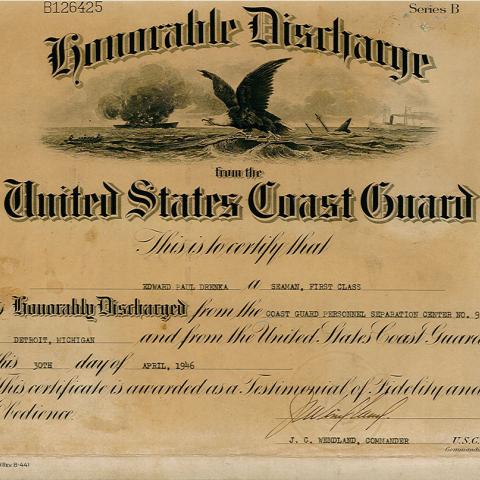 B126425
Series B
Honorable Discharge
from the
United States Coast Guard
This is to certify that
EDWARD PAUL DRENKA a SEAMAN, FIRST CLASS
Honorably Discharged from the COAST GUARD PERSONNEL SEPARATION CENTER NO. 9
DETROIT, MICHIGAN and from the United States Coast Guard
this 30TH day of APRIL, 1946
This certificate is awarded as a Testimonial of Fidelity and
Obedience.
J. C. WENDLAND, COMMANDER U.S.C.